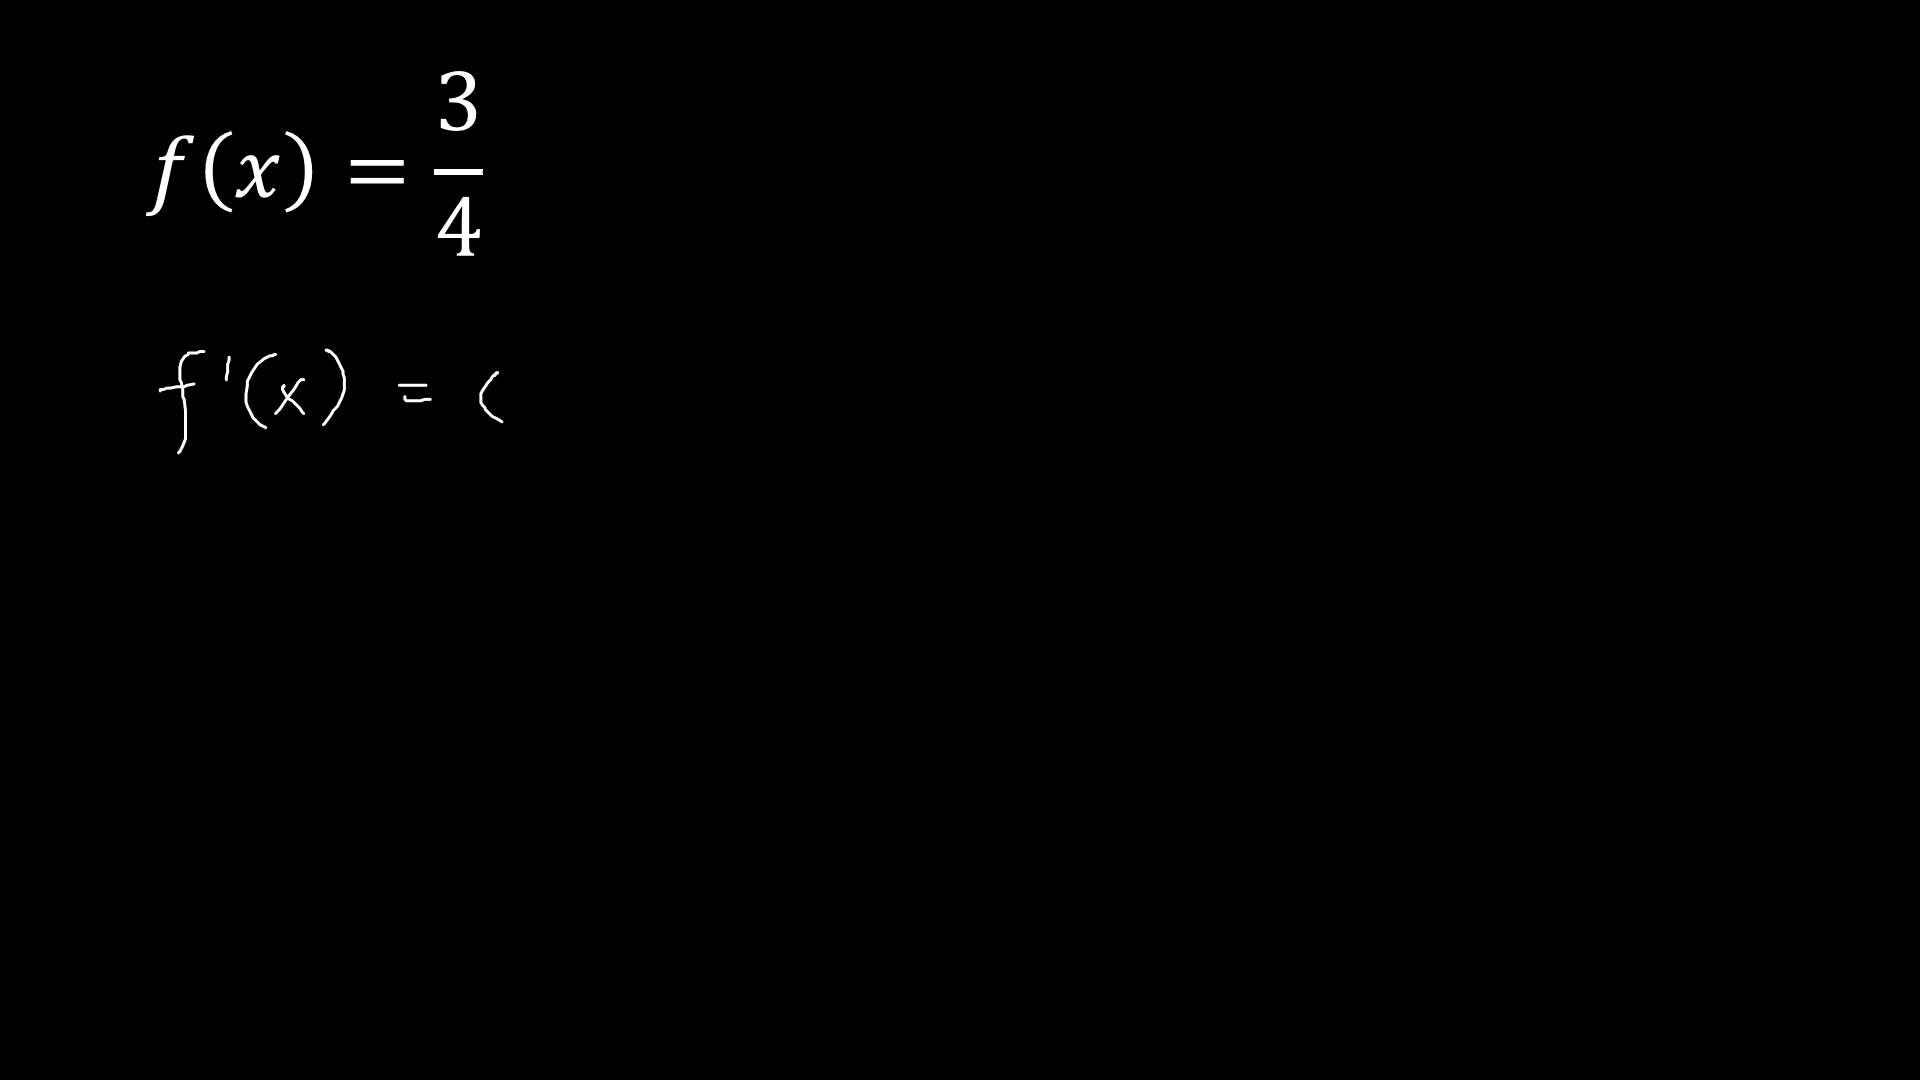 f(x) = 3/4
f'(x) = (